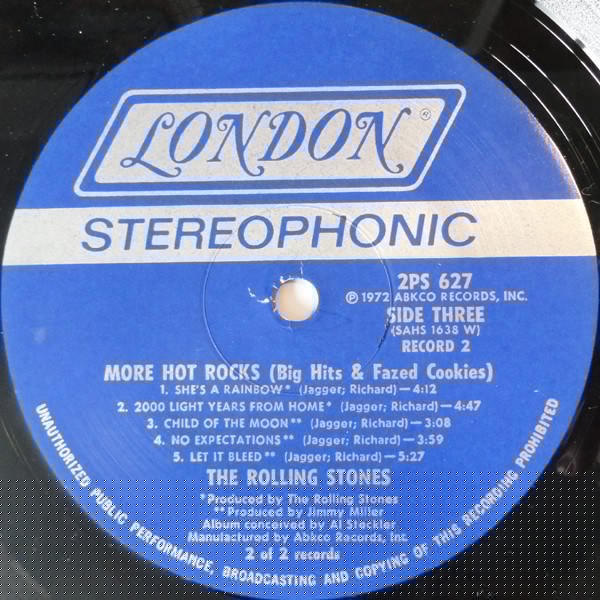 LONDON®
STEREOPHONIC
2PS 627
℗ 1972 ABKCO RECORDS, INC.
SIDE THREE
(SAHS 1638 W)
RECORD 2
MORE HOT ROCKS (Big Hits & Fazed Cookies)
1. SHE'S A RAINBOW* (Jagger; Richard)—4:12
2. 2000 LIGHT YEARS FROM HOME* (Jagger; Richard)—4:47
3. CHILD OF THE MOON** (Jagger; Richard)—3:08
4. NO EXPECTATIONS** (Jagger; Richard)—3:59
5. LET IT BLEED** (Jagger; Richard)—5:27
THE ROLLING STONES
*Produced by The Rolling Stones
**Produced by Jimmy Miller
Album conceived by Al Steckler
Manufactured by Abkco Records, Inc.
2 of 2 records
UNAUTHORIZED PUBLIC PERFORMANCE, BROADCASTING AND COPYING OF THIS RECORDING PROHIBITED